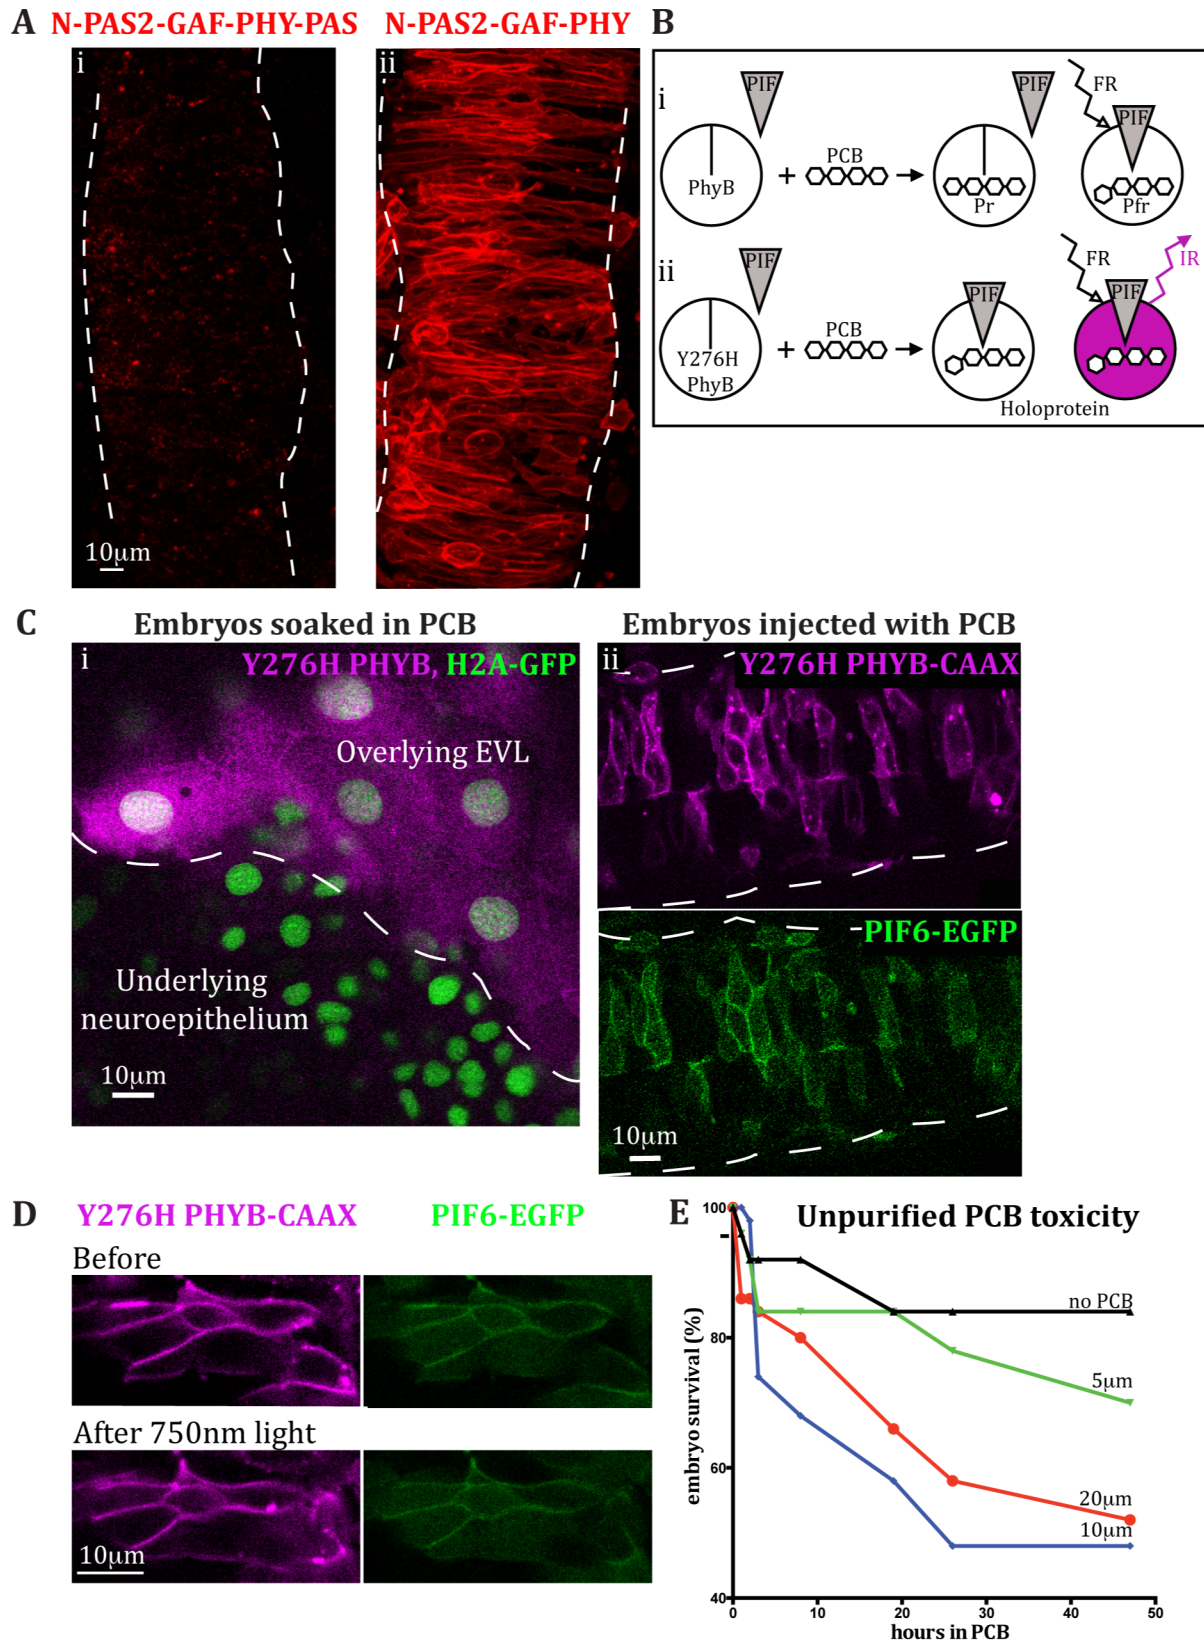 A N-PAS2-GAF-PHY-PAS N-PAS2-GAF-PHY
i
ii
10µm
B
i
PIF
PhyB
+
PCB
PIF
Pr
FR
PIF
Pfr
ii
PIF
Y276H
PhyB
+
PCB
PIF
FR
IR
PIF
Holoprotein
C
Embryos soaked in PCB
i
Y276H PHYB, H2A-GFP
Overlying EVL
Underlying
neuroepithelium
10µm
Embryos injected with PCB
ii
Y276H PHYB-CAAX
PIF6-EGFP
10µm
D Y276H PHYB-CAAX PIF6-EGFP
Before
After 750nm light
10µm
E Unpurified PCB toxicity
100
80
60
40
embryo survival (%)
no PCB
5µm
20µm
10µm
0 10 20 30 40 50
hours in PCB